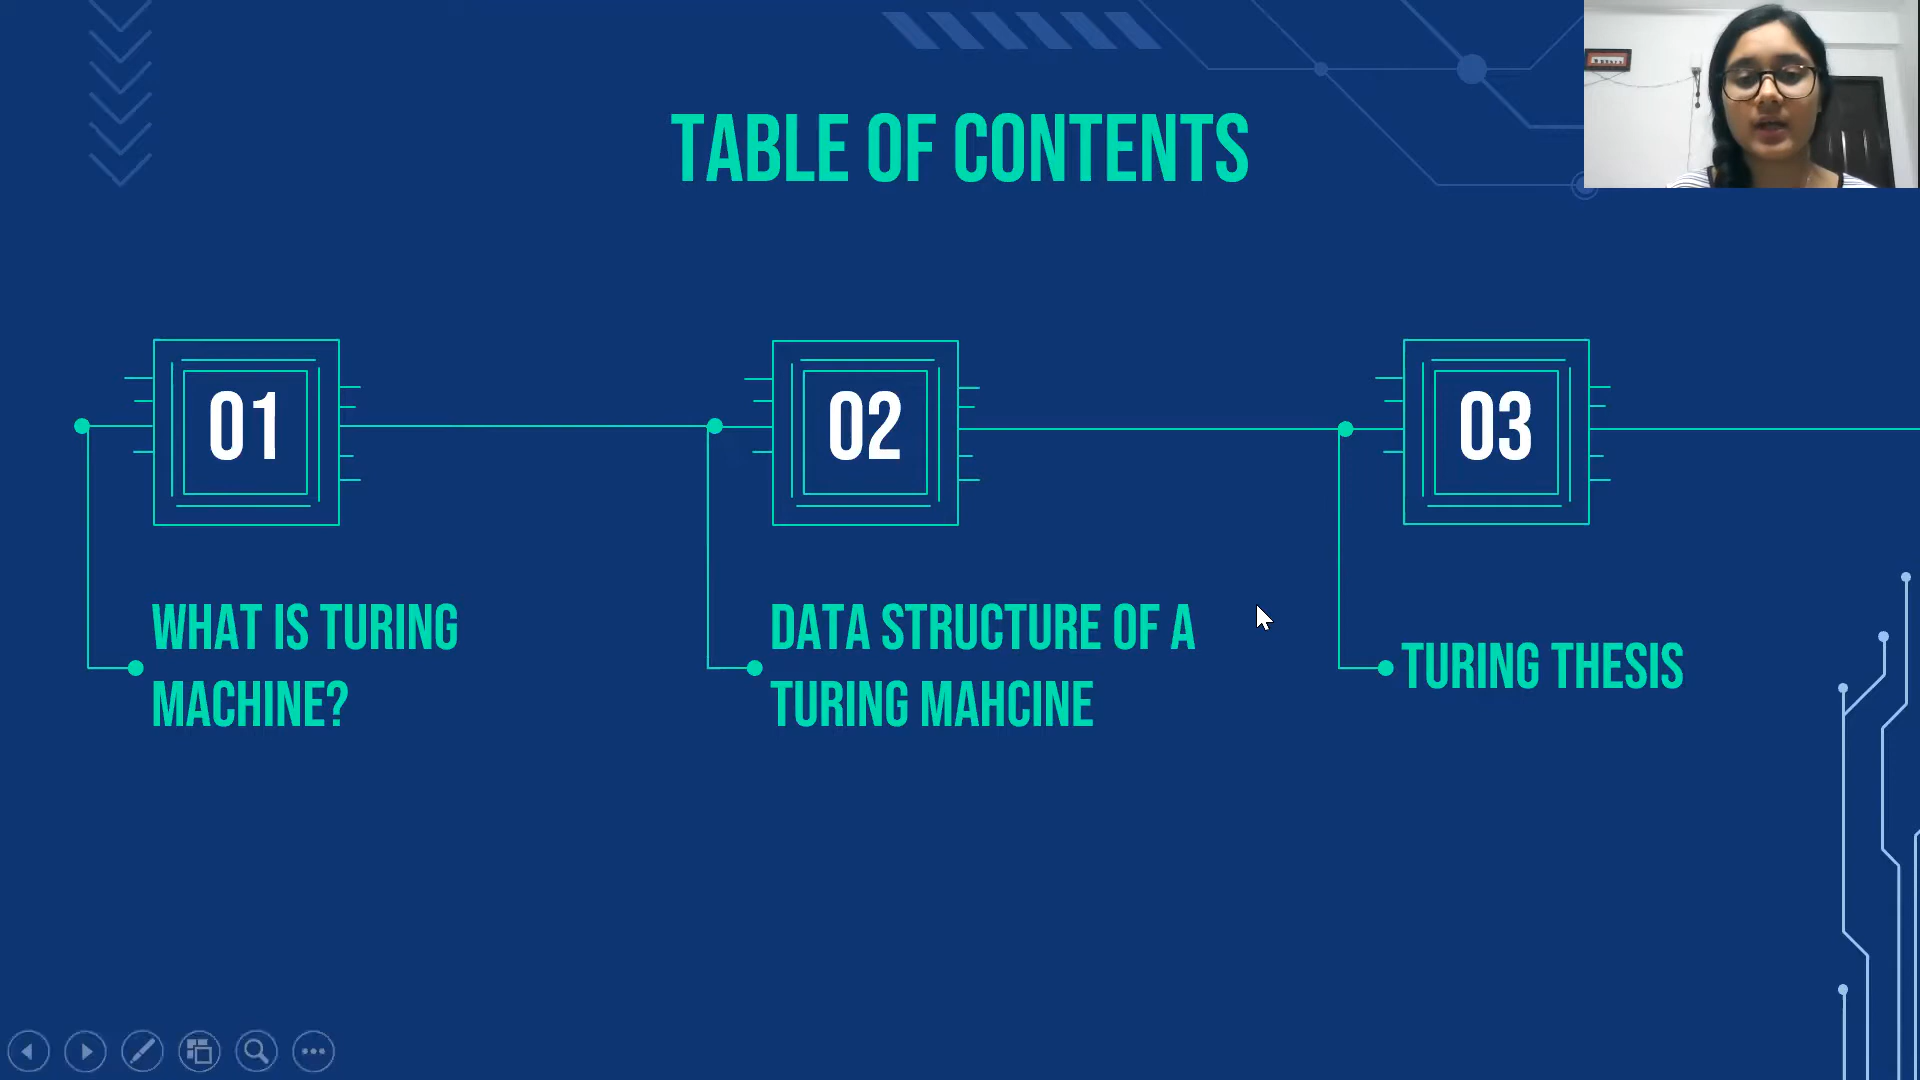 TABLE OF CONTENTS
01
02
03
WHAT IS TURING
MACHINE?
DATA STRUCTURE OF A
TURING MAHCINE
TURING THESIS